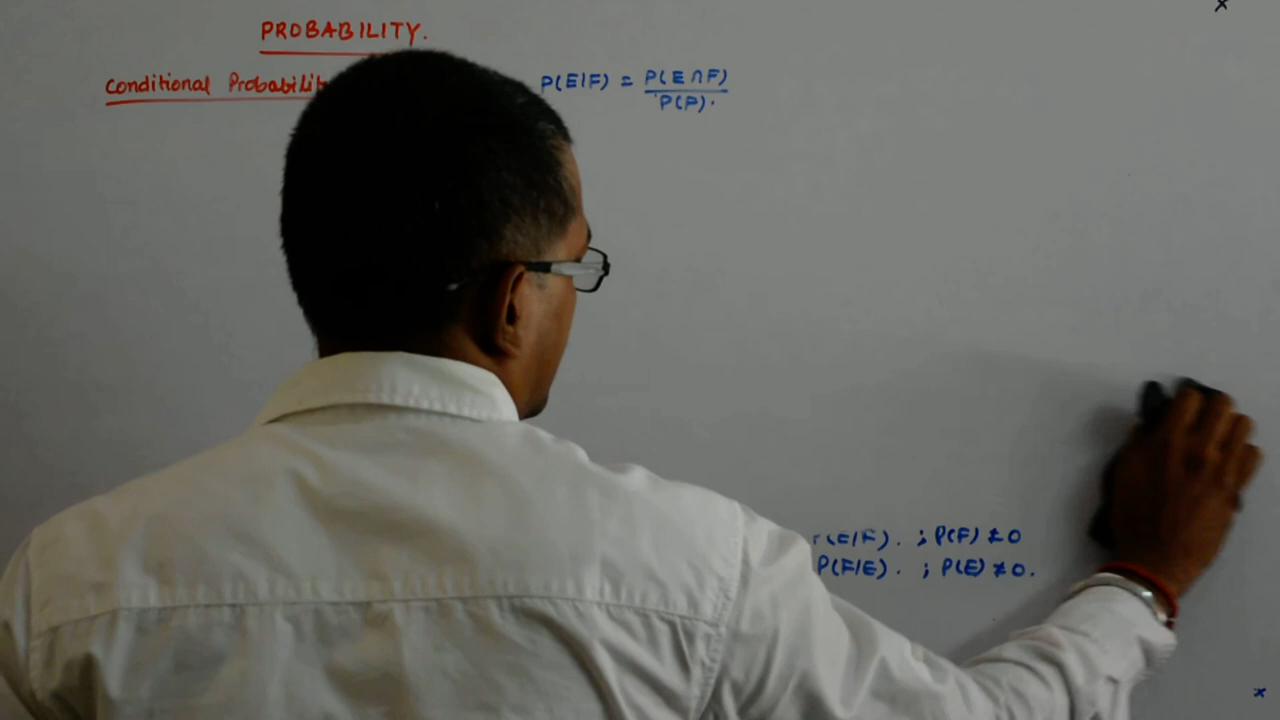 PROBABILITY.
Conditional Probabilit
P(E|F) = P(E∩F)
P(F).
(E/F). ; P(F) ≠ 0
P(F/E). ; P(E) ≠ 0.